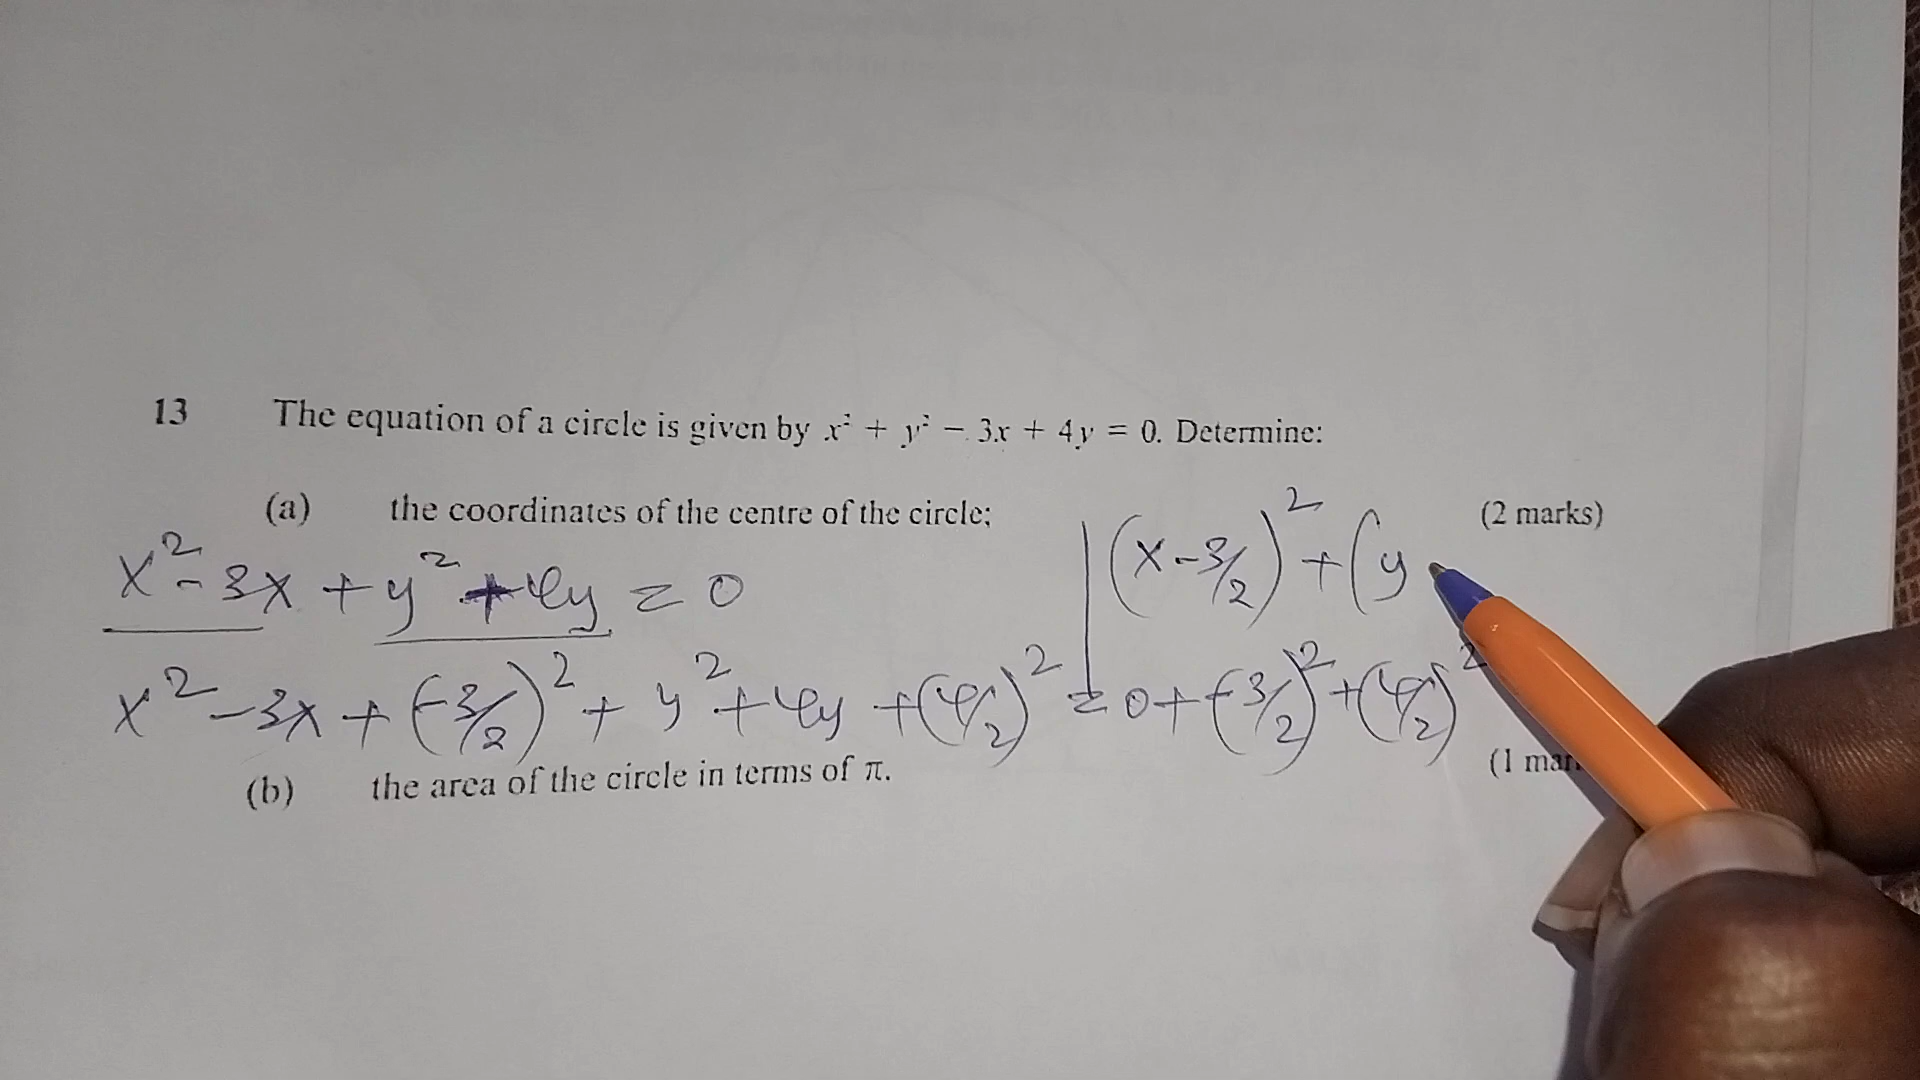 13 The equation of a circle is given by x² + y² − 3x + 4y = 0. Determine:
(a) the coordinates of the centre of the circle; (2 marks)
x² - 3x + y² + 4y = 0
(x - 3/2)² + (y
x² - 3x + (-3/2)² + y² + 4y + (4/2)² = 0 + (-3/2)² + (4/2)²
(b) the area of the circle in terms of π. (1 mar